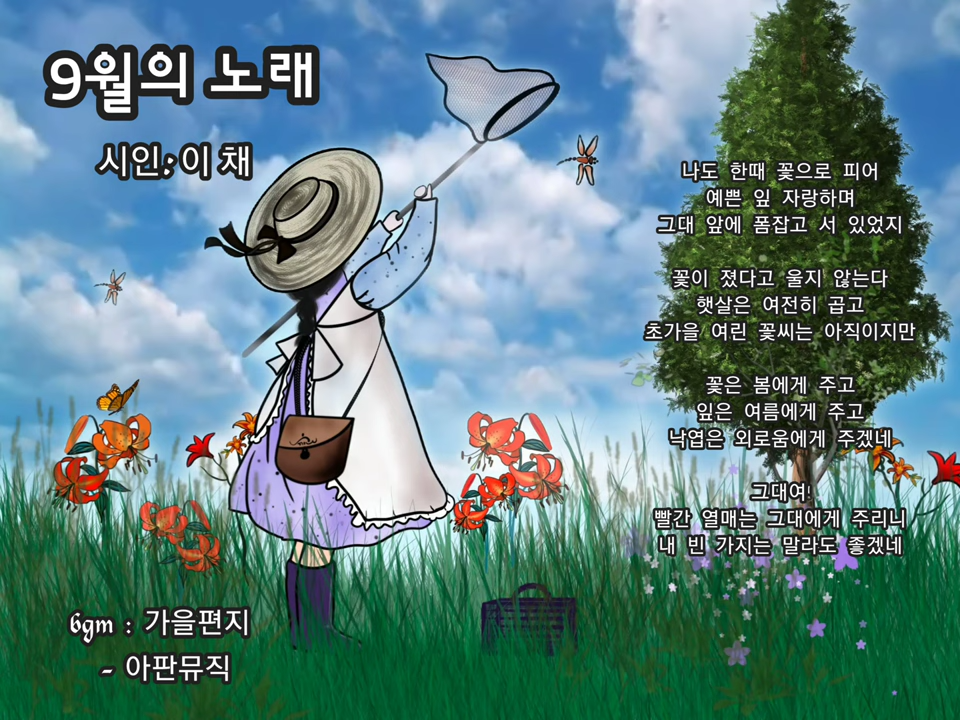 9월의 노래
시인:이 채
나도 한때 꽃으로 피어
예쁜 잎 자랑하며
그대 앞에 폼잡고 서 있었지
꽃이 졌다고 울지 않는다
햇살은 여전히 곱고
초가을 여린 꽃씨는 아직이지만
꽃은 봄에게 주고
잎은 여름에게 주고
낙엽은 외로움에게 주겠네
그대여!
빨간 열매는 그대에게 주리니
내 빈 가지는 말라도 좋겠네
Bgm : 가을편지
- 아판뮤직